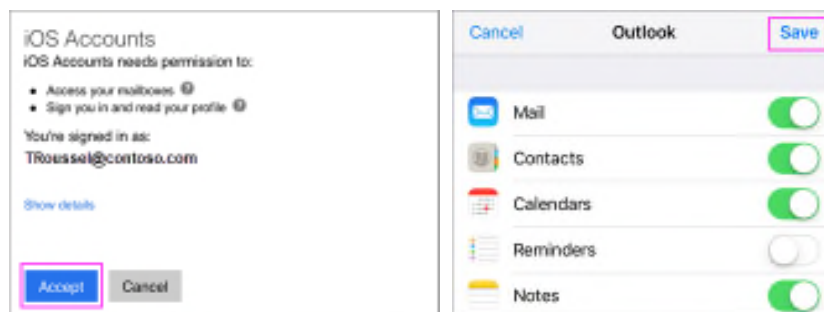 iOS Accounts
iOS Accounts needs permission to:
• Access your mailboxes ?
• Sign you in and read your profile ?
You're signed in as:
TRoussel@contoso.com
Show details
Accept Cancel
Cancel Outlook Save
Mail
Contacts
Calendars
Reminders
Notes